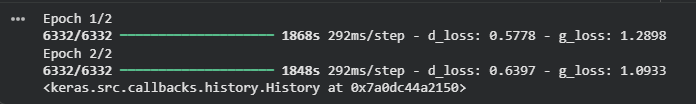 Epoch 1/2
6332/6332 ━━━━━━━━━━━━━━━━━━━━ 1868s 292ms/step - d_loss: 0.5778 - g_loss: 1.2898
Epoch 2/2
6332/6332 ━━━━━━━━━━━━━━━━━━━━ 1848s 292ms/step - d_loss: 0.6397 - g_loss: 1.0933
<keras.src.callbacks.history.History at 0x7a0dc44a2150>